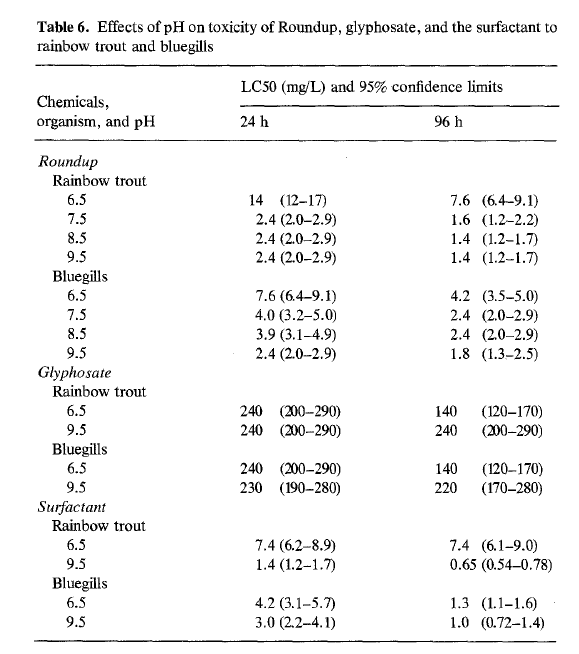 Table 6. Effects of pH on toxicity of Roundup, glyphosate, and the surfactant to
rainbow trout and bluegills
LC50 (mg/L) and 95% confidence limits
Chemicals,
organism, and pH 24 h 96 h
Roundup
Rainbow trout
6.5 14 (12–17) 7.6 (6.4–9.1)
7.5 2.4 (2.0–2.9) 1.6 (1.2–2.2)
8.5 2.4 (2.0–2.9) 1.4 (1.2–1.7)
9.5 2.4 (2.0–2.9) 1.4 (1.2–1.7)
Bluegills
6.5 7.6 (6.4–9.1) 4.2 (3.5–5.0)
7.5 4.0 (3.2–5.0) 2.4 (2.0–2.9)
8.5 3.9 (3.1–4.9) 2.4 (2.0–2.9)
9.5 2.4 (2.0–2.9) 1.8 (1.3–2.5)
Glyphosate
Rainbow trout
6.5 240 (200–290) 140 (120–170)
9.5 240 (200–290) 240 (200–290)
Bluegills
6.5 240 (200–290) 140 (120–170)
9.5 230 (190–280) 220 (170–280)
Surfactant
Rainbow trout
6.5 7.4 (6.2–8.9) 7.4 (6.1–9.0)
9.5 1.4 (1.2–1.7) 0.65 (0.54–0.78)
Bluegills
6.5 4.2 (3.1–5.7) 1.3 (1.1–1.6)
9.5 3.0 (2.2–4.1) 1.0 (0.72–1.4)